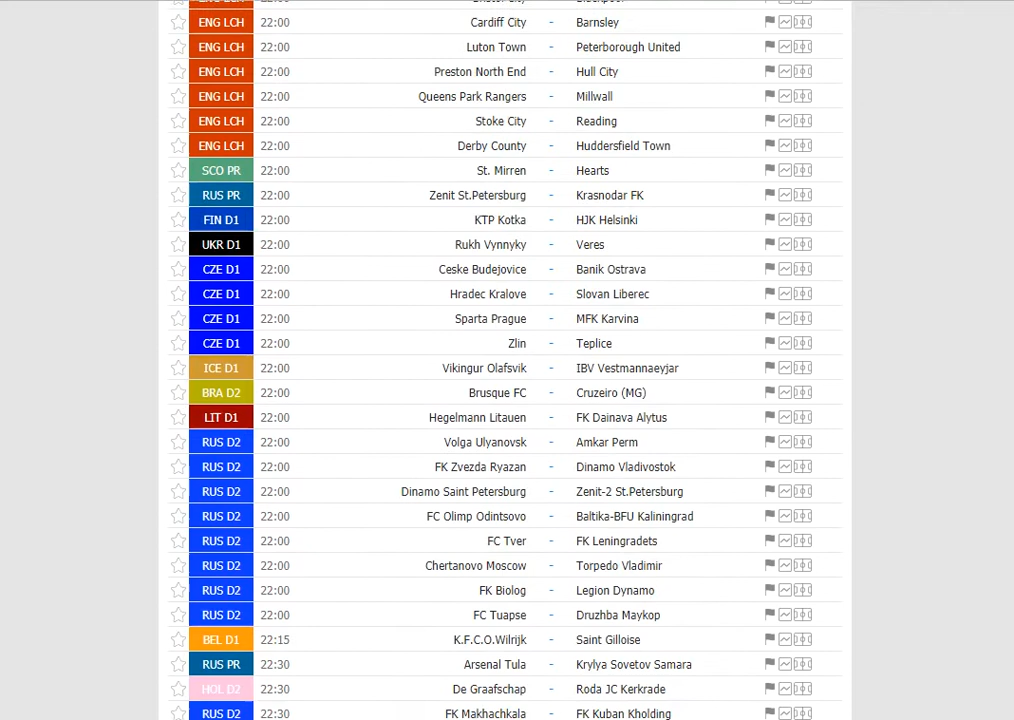 ENG LCH 22:00 Cardiff City - Barnsley
ENG LCH 22:00 Luton Town - Peterborough United
ENG LCH 22:00 Preston North End - Hull City
ENG LCH 22:00 Queens Park Rangers - Millwall
ENG LCH 22:00 Stoke City - Reading
ENG LCH 22:00 Derby County - Huddersfield Town
SCO PR 22:00 St. Mirren - Hearts
RUS PR 22:00 Zenit St.Petersburg - Krasnodar FK
FIN D1 22:00 KTP Kotka - HJK Helsinki
UKR D1 22:00 Rukh Vynnyky - Veres
CZE D1 22:00 Ceske Budejovice - Banik Ostrava
CZE D1 22:00 Hradec Kralove - Slovan Liberec
CZE D1 22:00 Sparta Prague - MFK Karvina
CZE D1 22:00 Zlin - Teplice
ICE D1 22:00 Vikingur Olafsvik - IBV Vestmannaeyjar
BRA D2 22:00 Brusque FC - Cruzeiro (MG)
LIT D1 22:00 Hegelmann Litauen - FK Dainava Alytus
RUS D2 22:00 Volga Ulyanovsk - Amkar Perm
RUS D2 22:00 FK Zvezda Ryazan - Dinamo Vladivostok
RUS D2 22:00 Dinamo Saint Petersburg - Zenit-2 St.Petersburg
RUS D2 22:00 FC Olimp Odintsovo - Baltika-BFU Kaliningrad
RUS D2 22:00 FC Tver - FK Leningradets
RUS D2 22:00 Chertanovo Moscow - Torpedo Vladimir
RUS D2 22:00 FK Biolog - Legion Dynamo
RUS D2 22:00 FC Tuapse - Druzhba Maykop
BEL D1 22:15 K.F.C.O.Wilrijk - Saint Gilloise
RUS PR 22:30 Arsenal Tula - Krylya Sovetov Samara
HOL D2 22:30 De Graafschap - Roda JC Kerkrade
RUS D2 22:30 FK Makhachkala - FK Kuban Kholding